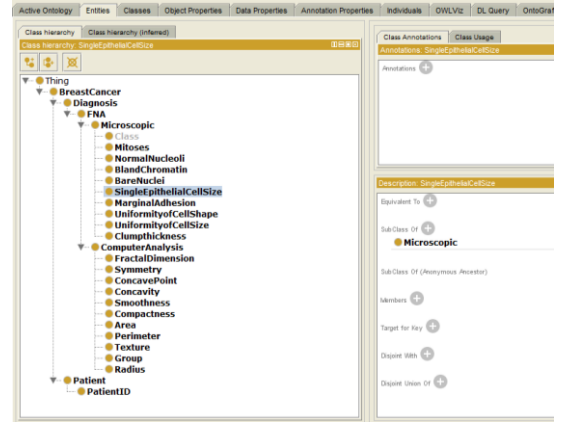 Active Ontology Entities Classes Object Properties Data Properties Annotation Properties Individuals OWLViz DL Query OntoGraf
Class hierarchy Class hierarchy (inferred)
Class hierarchy: SingleEpithelialCellSize
Thing
BreastCancer
Diagnosis
FNA
Microscopic
Class
Mitoses
NormalNucleoli
BlandChromatin
BareNuclei
SingleEpithelialCellSize
MarginalAdhesion
UniformityofCellShape
UniformityofCellSize
Clumpthickness
ComputerAnalysis
FractalDimension
Symmetry
ConcavePoint
Concavity
Smoothness
Compactness
Area
Perimeter
Texture
Group
Radius
Patient
PatientID
Class Annotations Class Usage
Annotations: SingleEpithelialCellSize
Annotations
Description: SingleEpithelialCellSize
Equivalent To
SubClass Of
Microscopic
SubClass Of (Anonymous Ancestor)
Members
Target for Key
Disjoint With
Disjoint Union Of